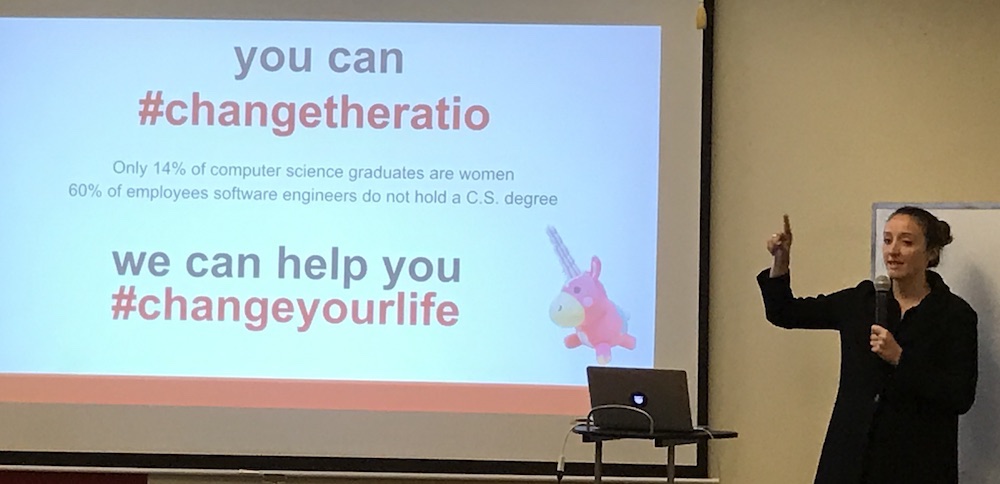 you can
#changetheratio
Only 14% of computer science graduates are women
60% of employees software engineers do not hold a C.S. degree
we can help you
#changeyourlife